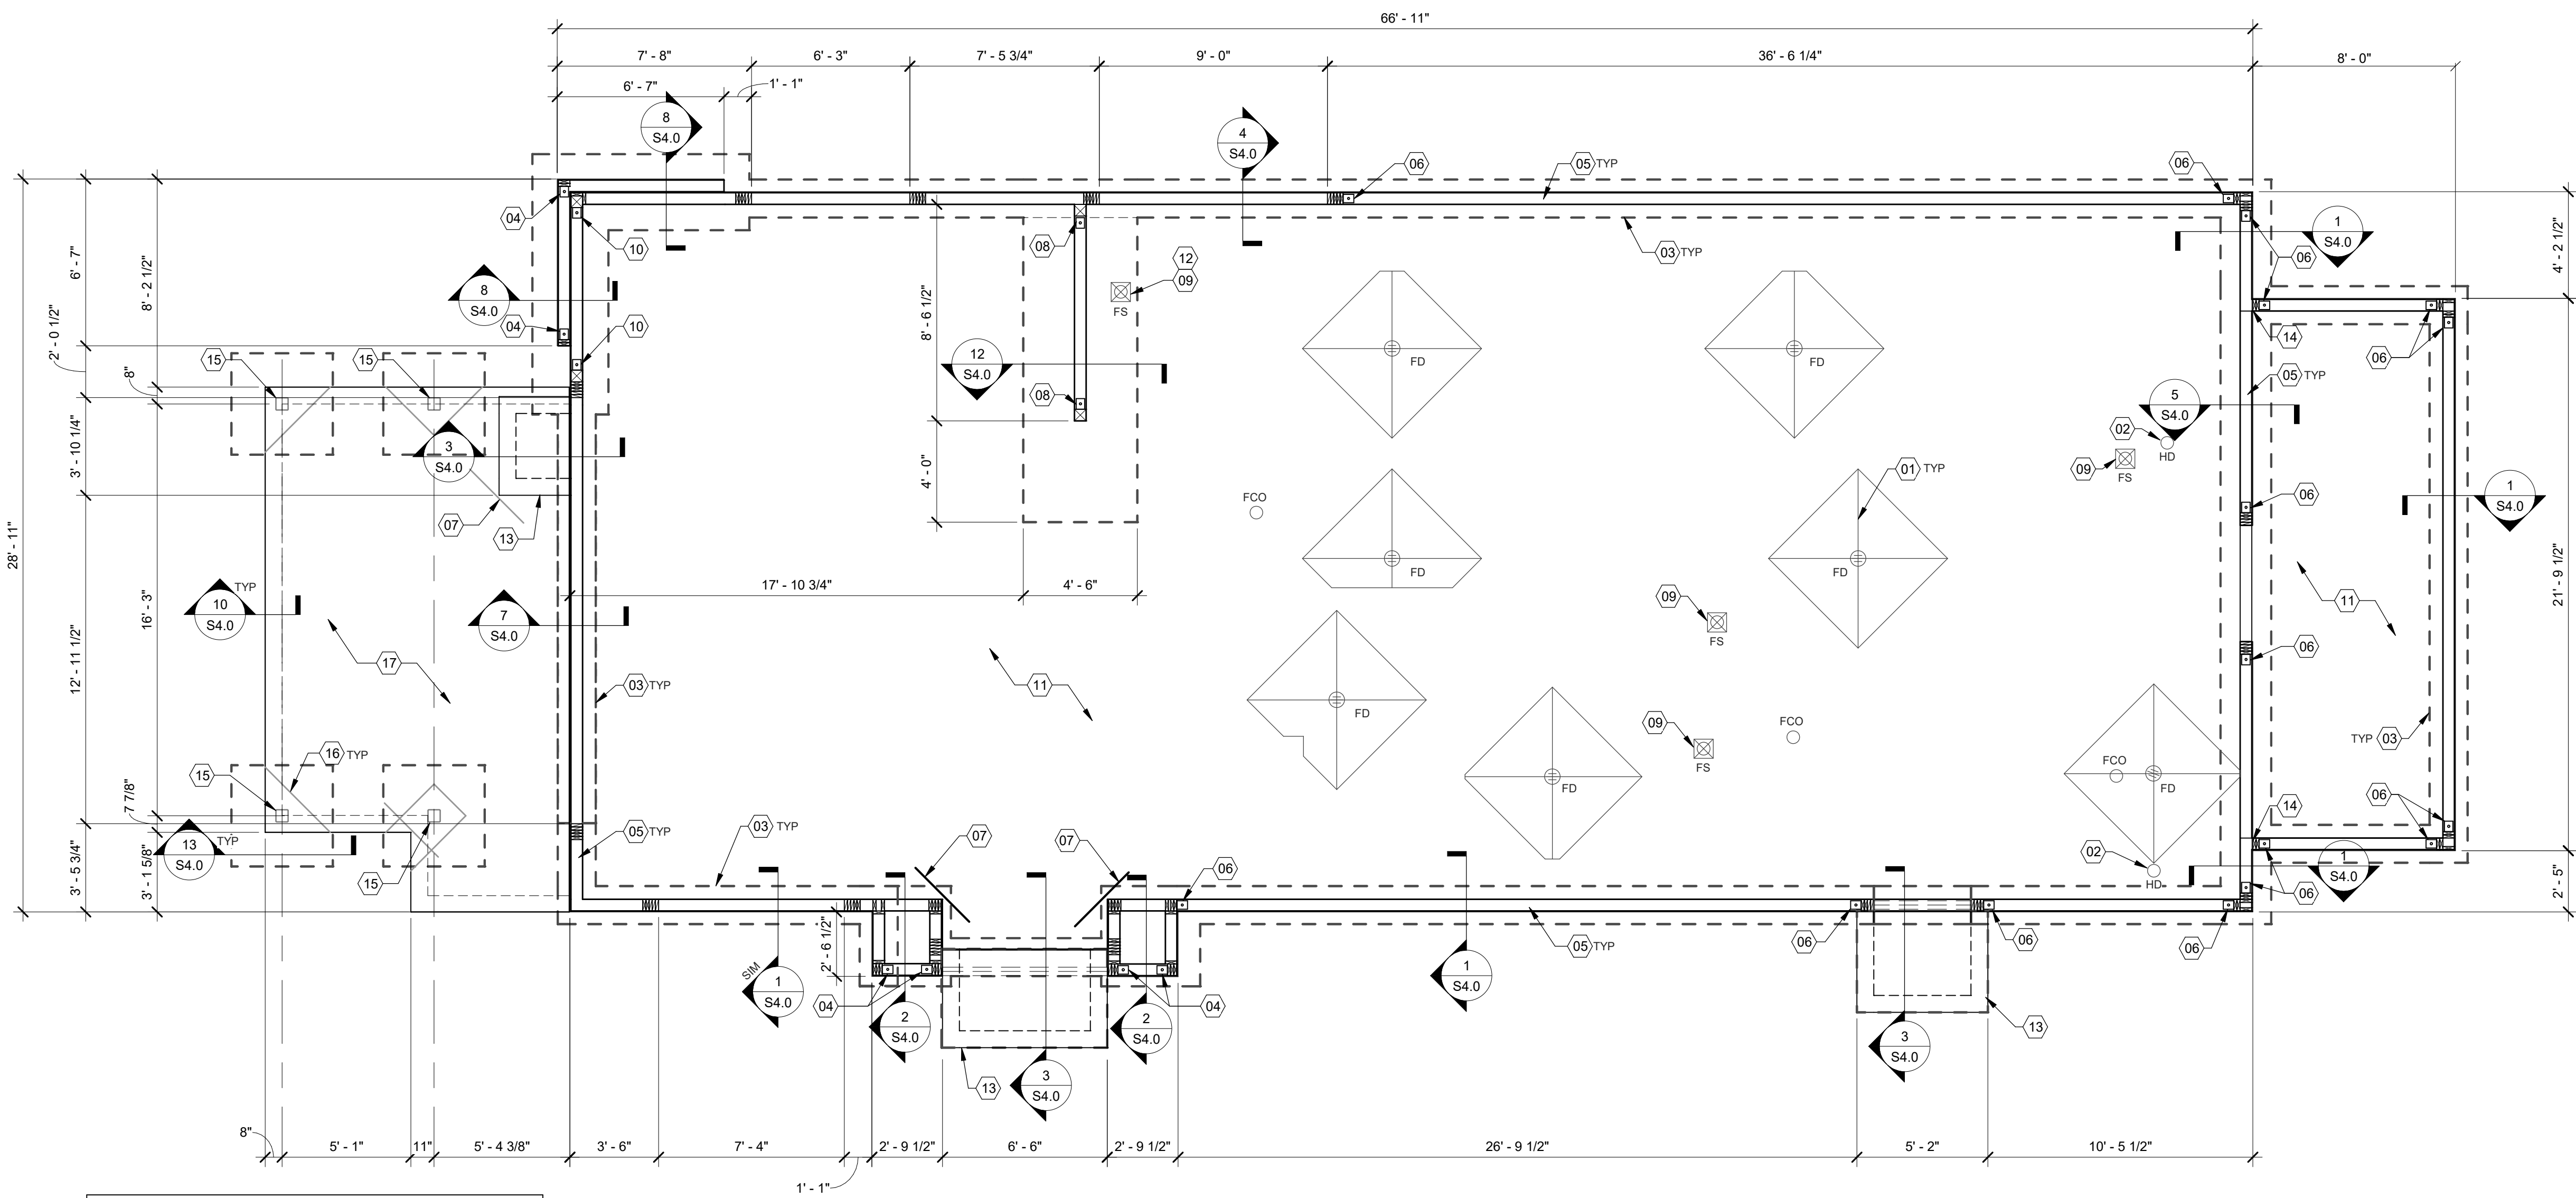 66' - 11"
7' - 8"
6' - 3"
7' - 5 3/4"
9' - 0"
36' - 6 1/4"
8' - 0"
6' - 7"
1' - 1"
8
S4.0
4
S4.0
06
05 TYP
06
04
10
08
12
09
FS
03 TYP
1
S4.0
06
4' - 2 1/2"
6' - 7"
8' - 2 1/2"
8
S4.0
04
10
8' - 6 1/2"
14
06
2' - 0 1/2"
8"
15
15
12
S4.0
FD
FD
05 TYP
08
5
S4.0
3' - 10 1/4"
3
S4.0
02
HD
09
FS
01 TYP
4' - 0"
FCO
06
1
S4.0
07
13
28' - 11"
FD
FD
17' - 10 3/4"
4' - 6"
TYP
10
S4.0
7
S4.0
16' - 3"
09
FS
11
21' - 9 1/2"
12' - 11 1/2"
17
11
06
03 TYP
FD
09
FS
FCO
TYP 03
16 TYP
15
FCO
FD
FD
06
7 7/8"
14
13
S4.0
TYP
05 TYP
03 TYP
07
07
02
HD
1
S4.0
06
3' - 5 3/4"
3' - 1 5/8"
15
06
2' - 5"
2' - 6 1/2"
05 TYP
06
06
06
SIM
1
S4.0
1
S4.0
04
04
2
S4.0
2
S4.0
3
S4.0
13
13
3
S4.0
8"
5' - 1"
11"
5' - 4 3/8"
3' - 6"
7' - 4"
2' - 9 1/2"
6' - 6"
2' - 9 1/2"
26' - 9 1/2"
5' - 2"
10' - 5 1/2"
1' - 1"